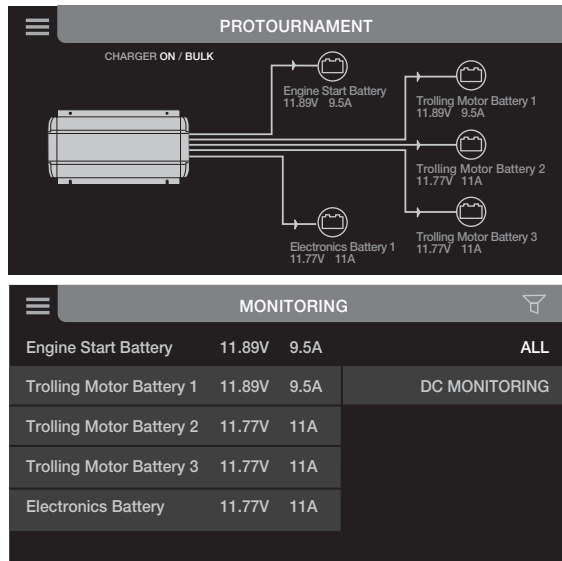 PROTOURNAMENT
CHARGER ON / BULK
Engine Start Battery
11.89V 9.5A
Trolling Motor Battery 1
11.89V 9.5A
Trolling Motor Battery 2
11.77V 11A
Trolling Motor Battery 3
11.77V 11A
Electronics Battery 1
11.77V 11A
MONITORING
Engine Start Battery 11.89V 9.5A ALL
Trolling Motor Battery 1 11.89V 9.5A DC MONITORING
Trolling Motor Battery 2 11.77V 11A
Trolling Motor Battery 3 11.77V 11A
Electronics Battery 11.77V 11A